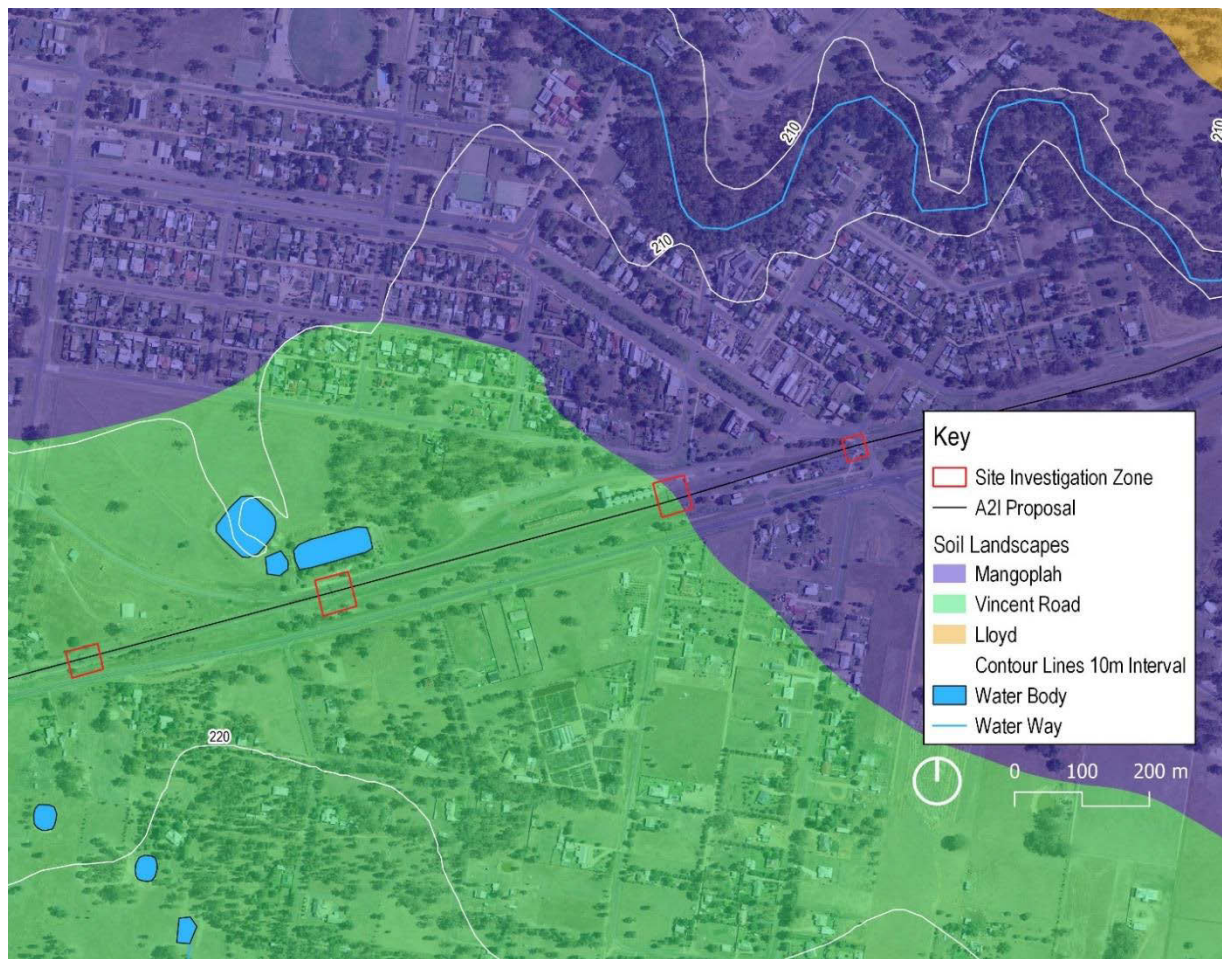 210
210
210
210
220
Key
Site Investigation Zone
A2I Proposal
Soil Landscapes
Mangoplah
Vincent Road
Lloyd
Contour Lines 10m Interval
Water Body
Water Way
0 100 200 m